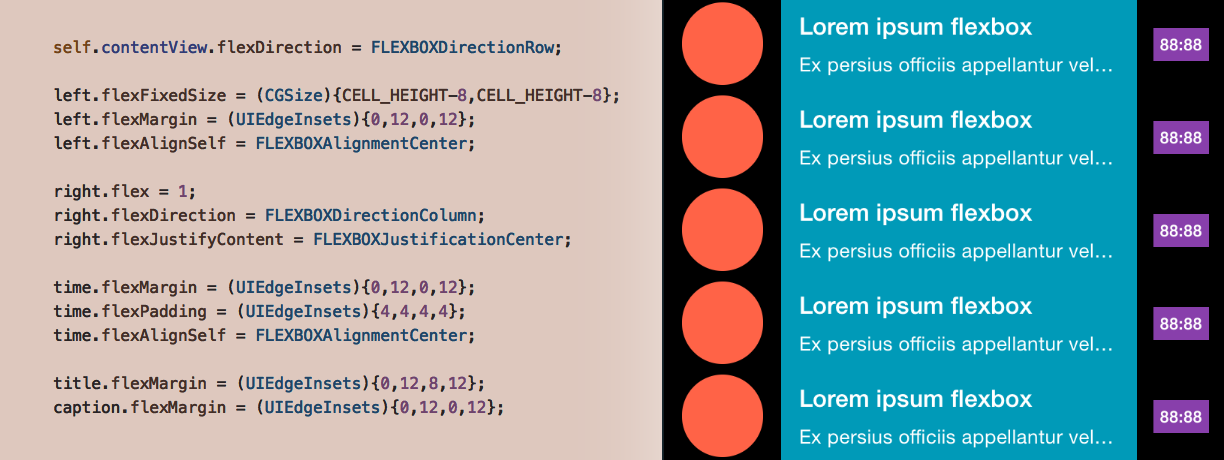 self.contentView.flexDirection = FLEXBOXDirectionRow;
left.flexFixedSize = (CGSize){CELL_HEIGHT-8,CELL_HEIGHT-8};
left.flexMargin = (UIEdgeInsets){0,12,0,12};
left.flexAlignSelf = FLEXBOXAlignmentCenter;
right.flex = 1;
right.flexDirection = FLEXBOXDirectionColumn;
right.flexJustifyContent = FLEXBOXJustificationCenter;
time.flexMargin = (UIEdgeInsets){0,12,0,12};
time.flexPadding = (UIEdgeInsets){4,4,4,4};
time.flexAlignSelf = FLEXBOXAlignmentCenter;
title.flexMargin = (UIEdgeInsets){0,12,8,12};
caption.flexMargin = (UIEdgeInsets){0,12,0,12};
Lorem ipsum flexbox
Ex persius officiis appellantur vel...
88:88
Lorem ipsum flexbox
Ex persius officiis appellantur vel...
88:88
Lorem ipsum flexbox
Ex persius officiis appellantur vel...
88:88
Lorem ipsum flexbox
Ex persius officiis appellantur vel...
88:88
Lorem ipsum flexbox
Ex persius officiis appellantur vel...
88:88